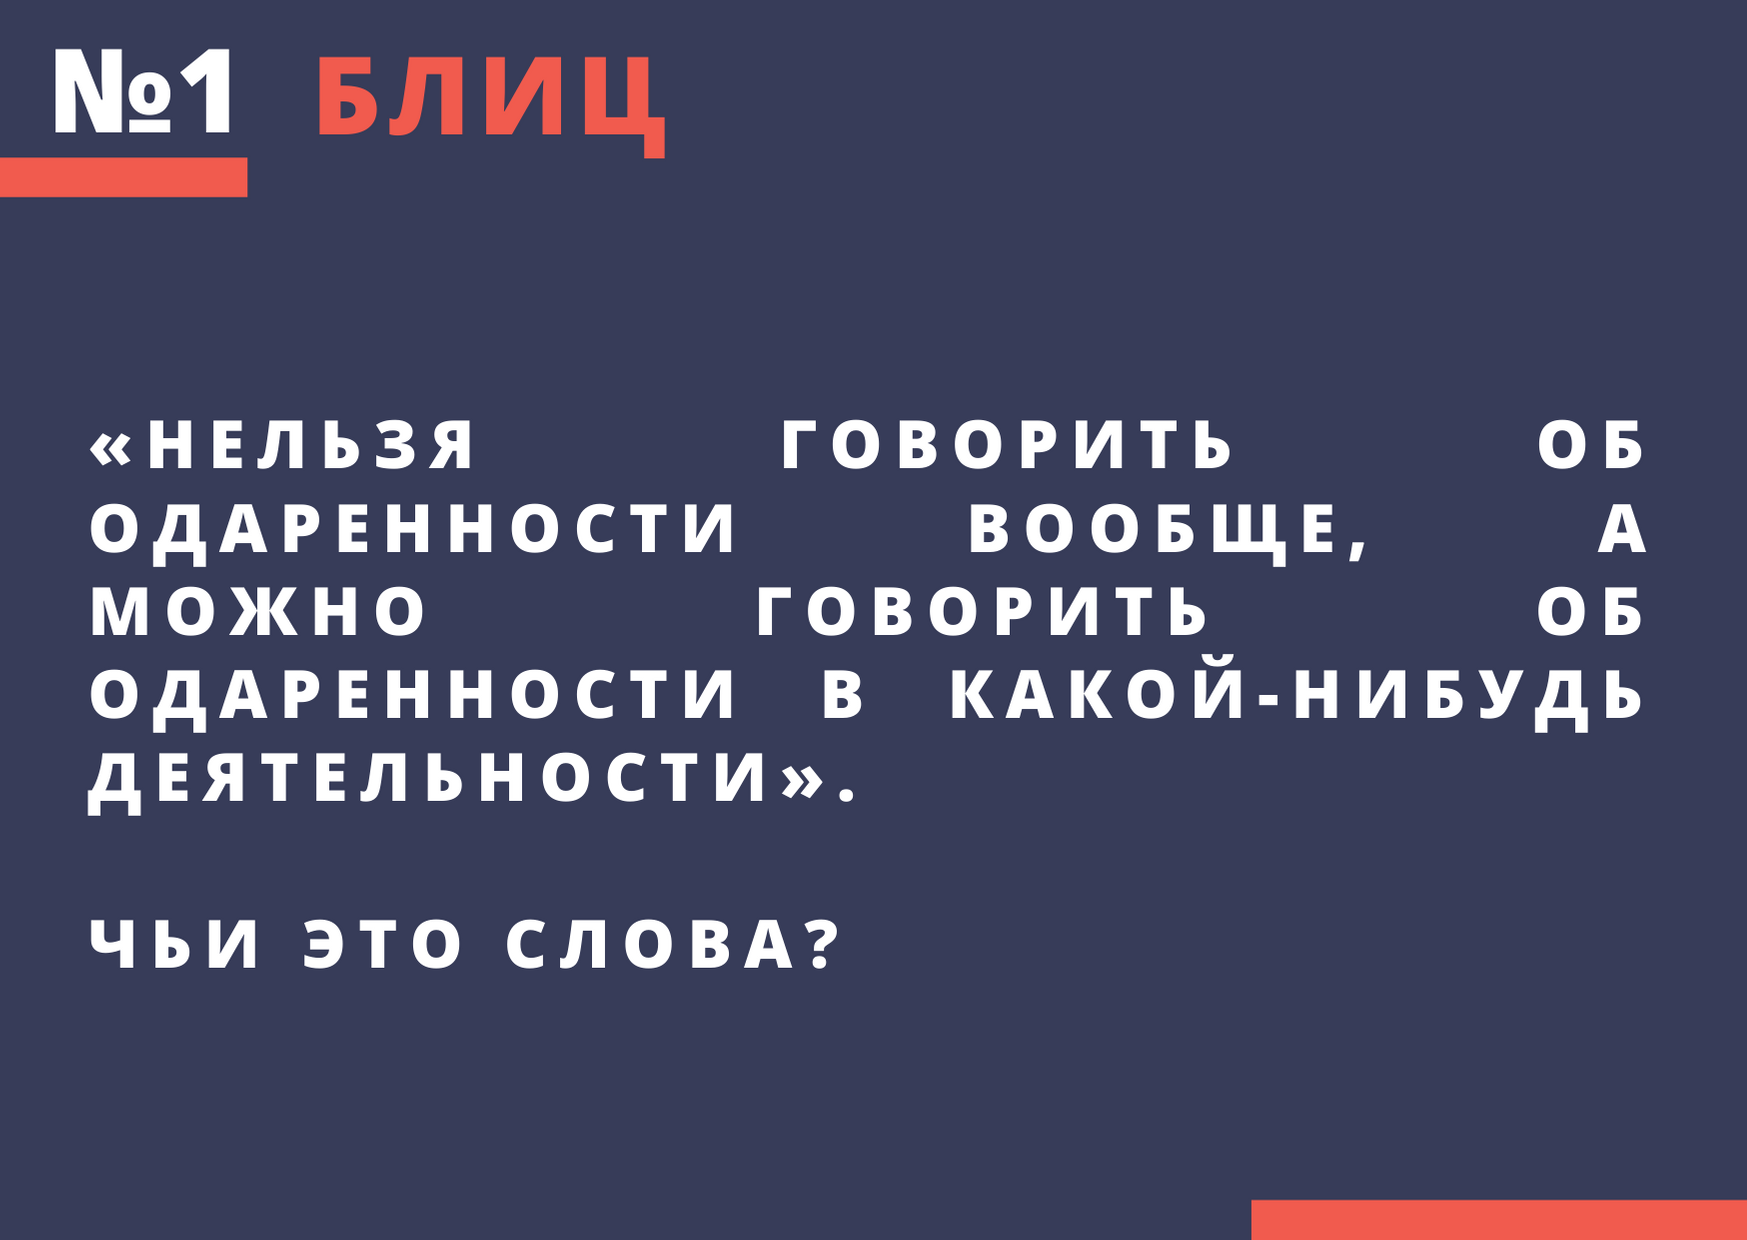 №1 БЛИЦ
«НЕЛЬЗЯ ГОВОРИТЬ ОБ
ОДАРЕННОСТИ ВООБЩЕ, А
МОЖНО ГОВОРИТЬ ОБ
ОДАРЕННОСТИ В КАКОЙ-НИБУДЬ
ДЕЯТЕЛЬНОСТИ».
ЧЬИ ЭТО СЛОВА?